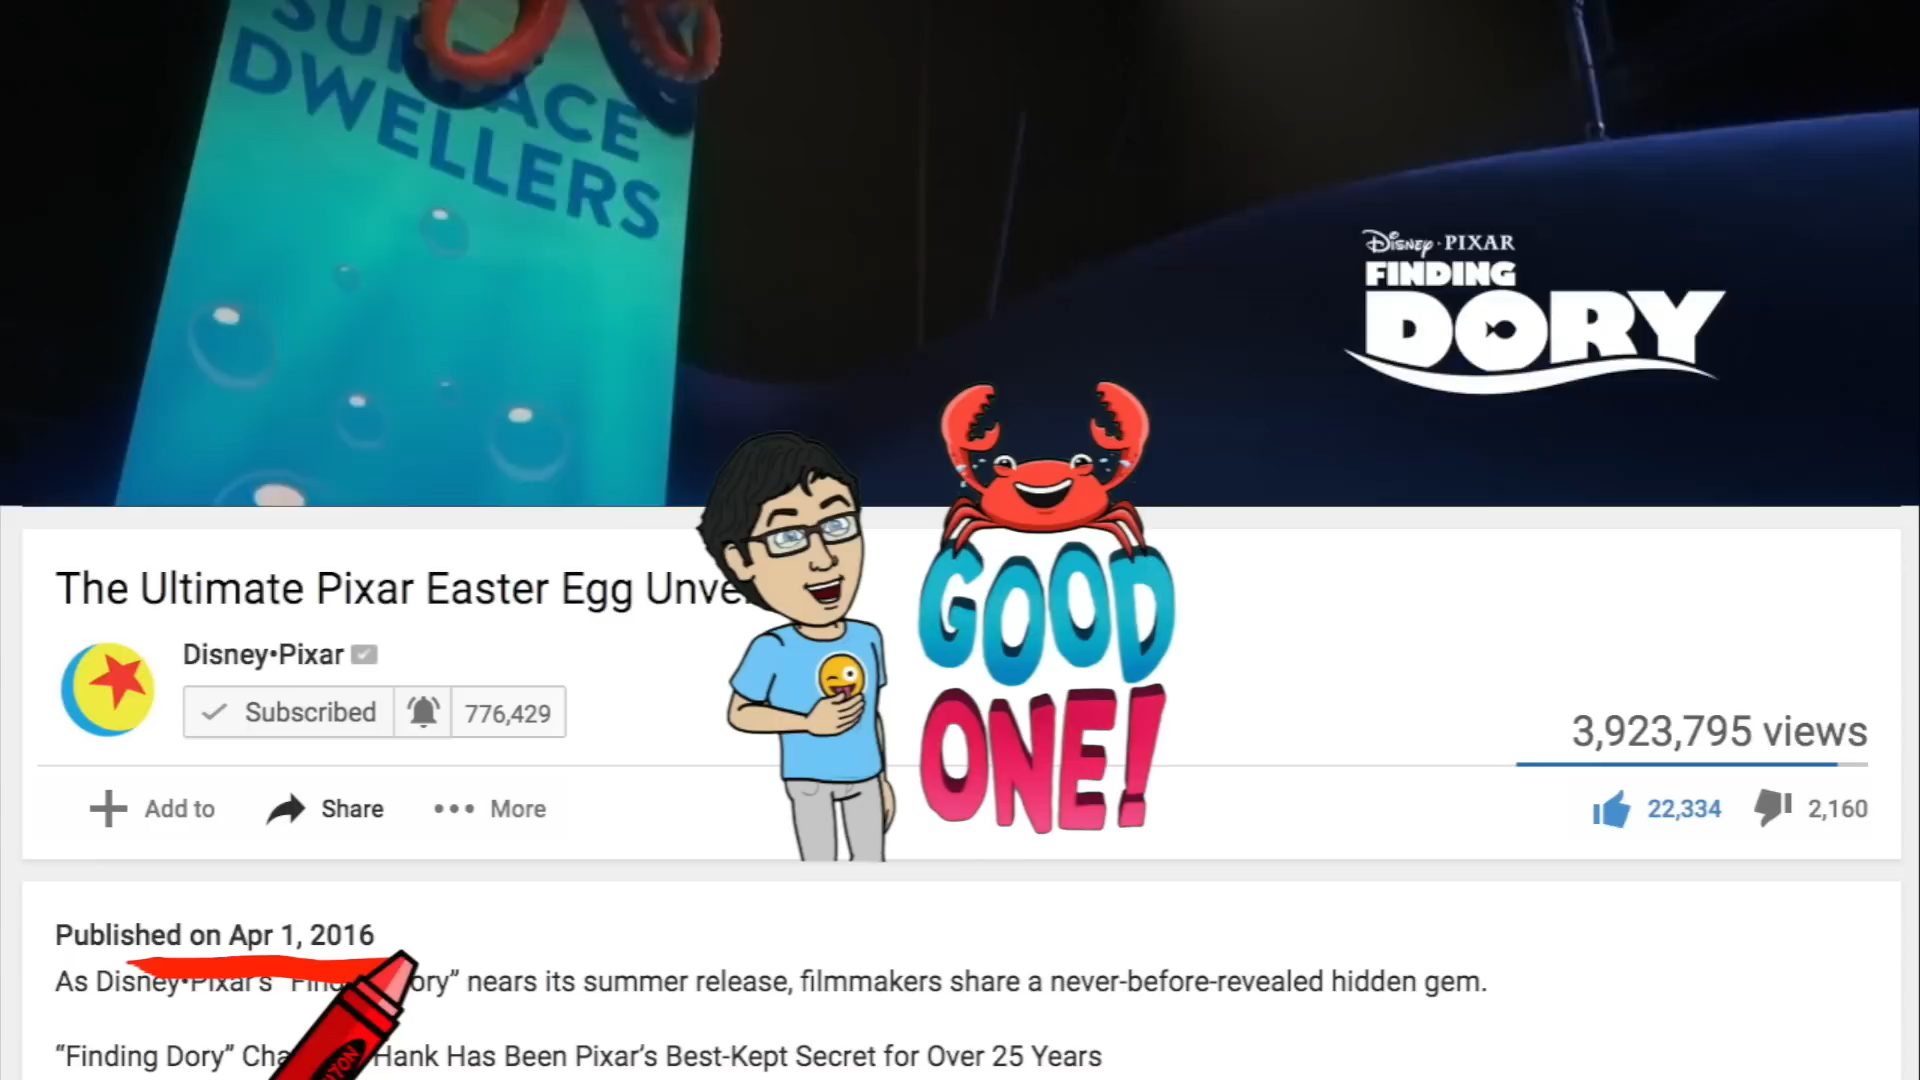 DWELLERS
Disney·PIXAR
FINDING
DORY
GOOD
ONE!
The Ultimate Pixar Easter Egg
Disney•Pixar
Subscribed
776,429
3,923,795 views
Add to
Share
More
22,334
2,160
Published on Apr 1, 2016
As Disney•Pixar's nears its summer release, filmmakers share a never-before-revealed hidden gem.
“Finding Dory” Hank Has Been Pixar’s Best-Kept Secret for Over 25 Years